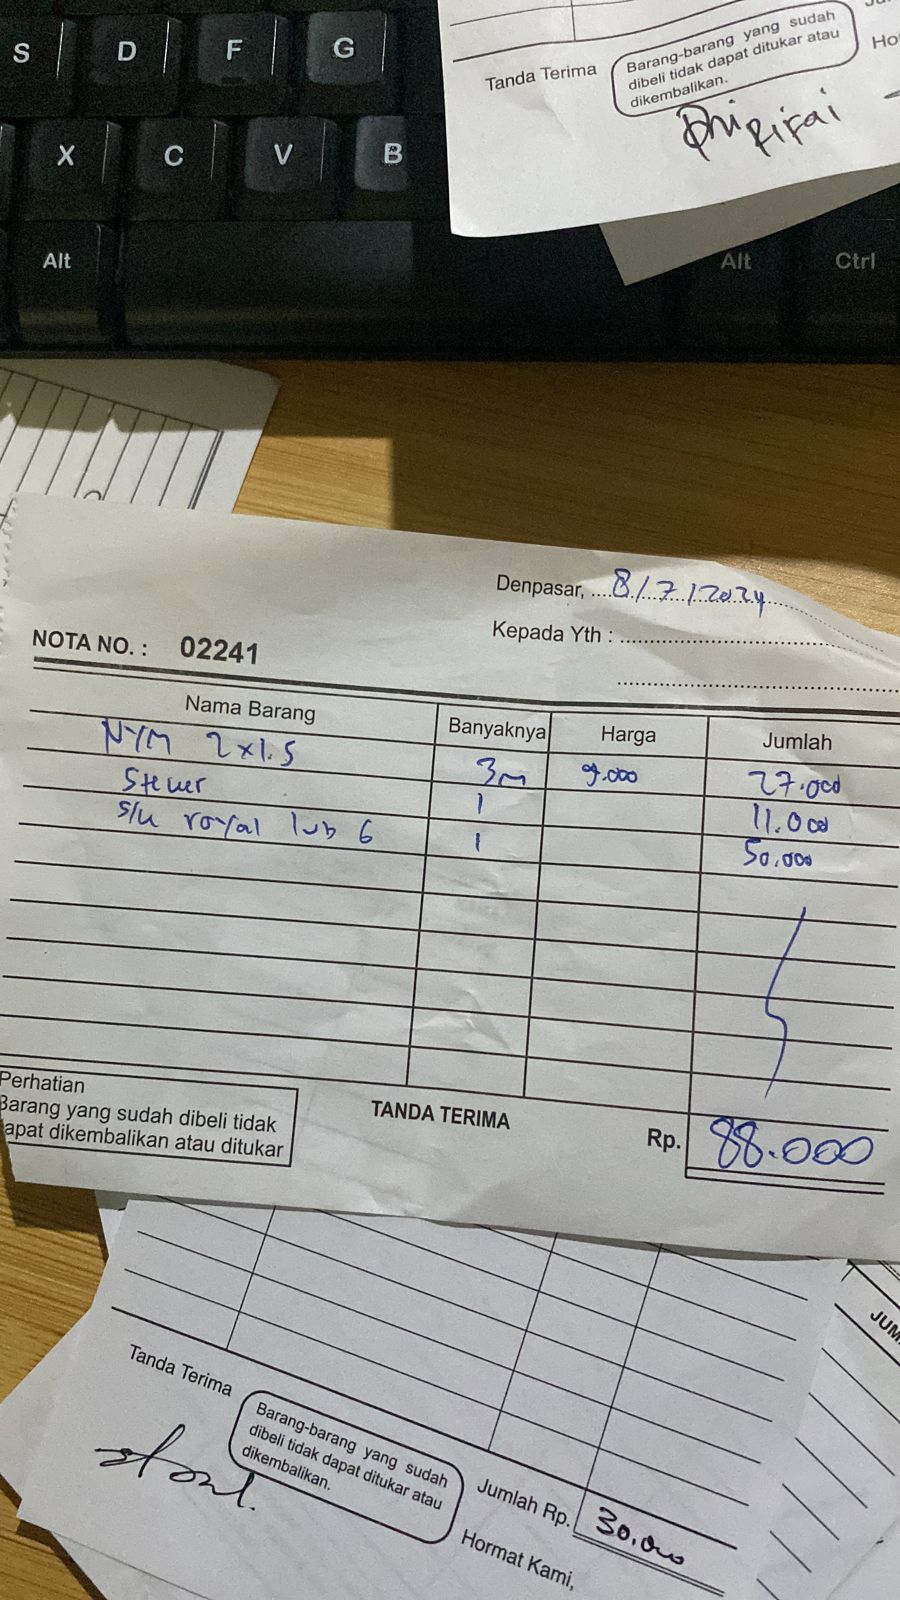 S D F G
X C V B
Alt
Alt Ctrl
Tanda Terima
Barang-barang yang sudah
dibeli tidak dapat ditukar atau
dikembalikan.
Ho
Rifai
Denpasar, 8/7/2024
Kepada Yth :
NOTA NO. : 02241
Nama Barang Banyaknya Harga Jumlah
NYM 2x1.5 3m 9.000 27.000
Steker 1 11.000
s/k royal lub 6 1 50.000
Perhatian
Barang yang sudah dibeli tidak
dapat dikembalikan atau ditukar
TANDA TERIMA
Rp. 88.000
JUM
Tanda Terima
Barang-barang yang sudah
dibeli tidak dapat ditukar atau
dikembalikan.
Jumlah Rp. 30.000
Hormat Kami,